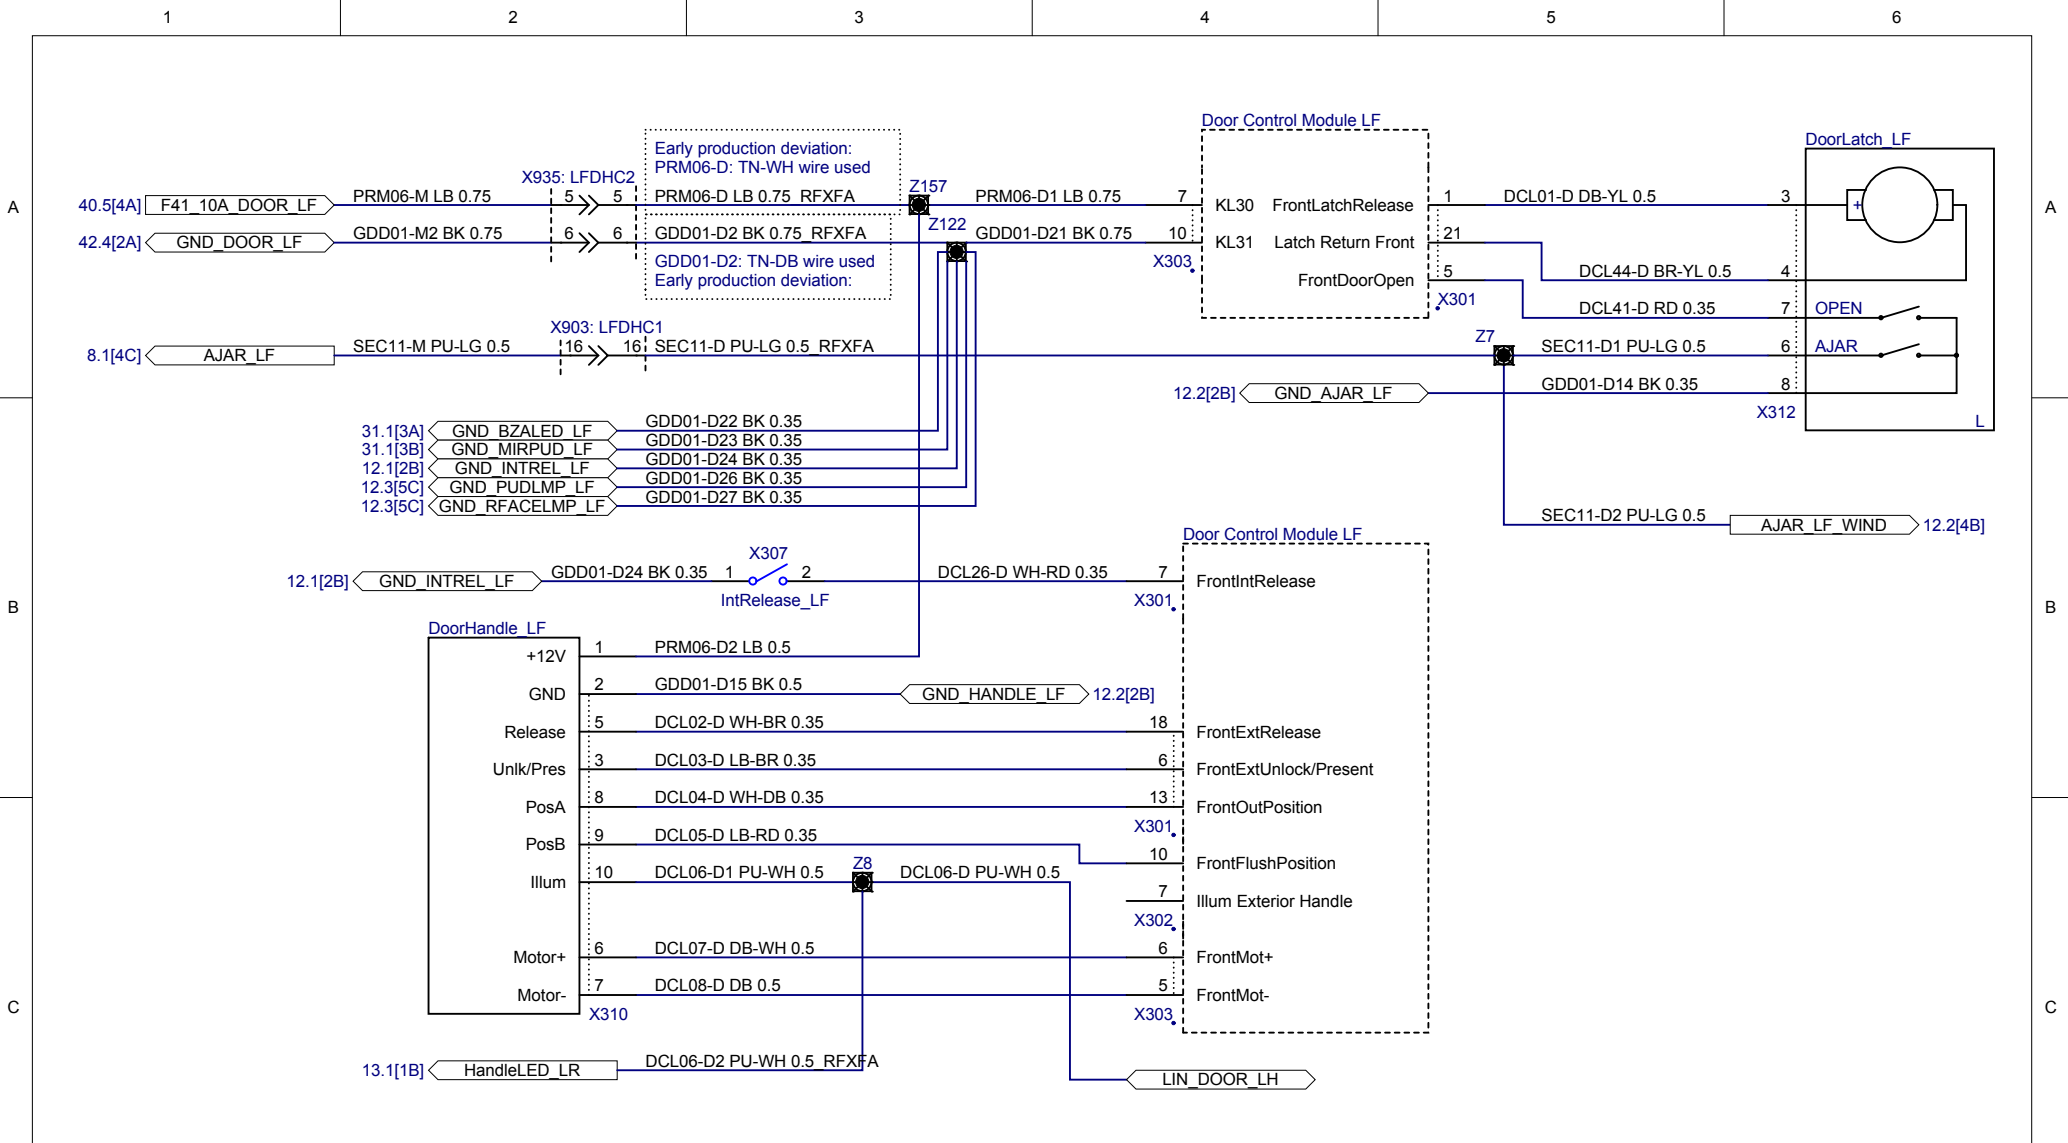 1 2 3 4 5 6
A A
B B
C C
Early production deviation:
PRM06-D: TN-WH wire used
X935: LFDHC2
40.5[4A] F41_10A_DOOR_LF PRM06-M LB 0.75 5 5 PRM06-D LB 0.75_RFXFA Z157 PRM06-D1 LB 0.75 7
42.4[2A] GND_DOOR_LF GDD01-M2 BK 0.75 6 6 GDD01-D2 BK 0.75_RFXFA Z122 GDD01-D21 BK 0.75 10
GDD01-D2: TN-DB wire used
Early production deviation:
X303
Door Control Module LF
KL30 FrontLatchRelease 1 DCL01-D DB-YL 0.5 3
KL31 Latch Return Front 21 DCL44-D BR-YL 0.5 4
FrontDoorOpen 5 DCL41-D RD 0.35 7
X301
DoorLatch_LF
+
OPEN
AJAR
L
X903: LFDHC1
8.1[4C] AJAR_LF SEC11-M PU-LG 0.5 16 16 SEC11-D PU-LG 0.5_RFXFA Z7 SEC11-D1 PU-LG 0.5 6
12.2[2B] GND_AJAR_LF GDD01-D14 BK 0.35 8
X312
31.1[3A] GND_BZALED_LF GDD01-D22 BK 0.35
31.1[3B] GND_MIRPUD_LF GDD01-D23 BK 0.35
12.1[2B] GND_INTREL_LF GDD01-D24 BK 0.35
12.3[5C] GND_PUDLMP_LF GDD01-D26 BK 0.35
12.3[5C] GND_RFACELMP_LF GDD01-D27 BK 0.35
SEC11-D2 PU-LG 0.5 AJAR_LF_WIND 12.2[4B]
Door Control Module LF
X307
12.1[2B] GND_INTREL_LF GDD01-D24 BK 0.35 1 2 DCL26-D WH-RD 0.35 7 FrontIntRelease
IntRelease_LF
X301
DoorHandle_LF
+12V 1 PRM06-D2 LB 0.5
GND 2 GDD01-D15 BK 0.5 GND_HANDLE_LF 12.2[2B]
Release 5 DCL02-D WH-BR 0.35 18 FrontExtRelease
Unlk/Pres 3 DCL03-D LB-BR 0.35 6 FrontExtUnlock/Present
PosA 8 DCL04-D WH-DB 0.35 13 FrontOutPosition
X301
PosB 9 DCL05-D LB-RD 0.35 10 FrontFlushPosition
Illum 10 DCL06-D1 PU-WH 0.5 Z8 DCL06-D PU-WH 0.5
7 Illum Exterior Handle
X302
Motor+ 6 DCL07-D DB-WH 0.5 6 FrontMot+
Motor- 7 DCL08-D DB 0.5 5 FrontMot-
X310 X303
13.1[1B] HandleLED_LR DCL06-D2 PU-WH 0.5_RFXFA
LIN_DOOR_LH